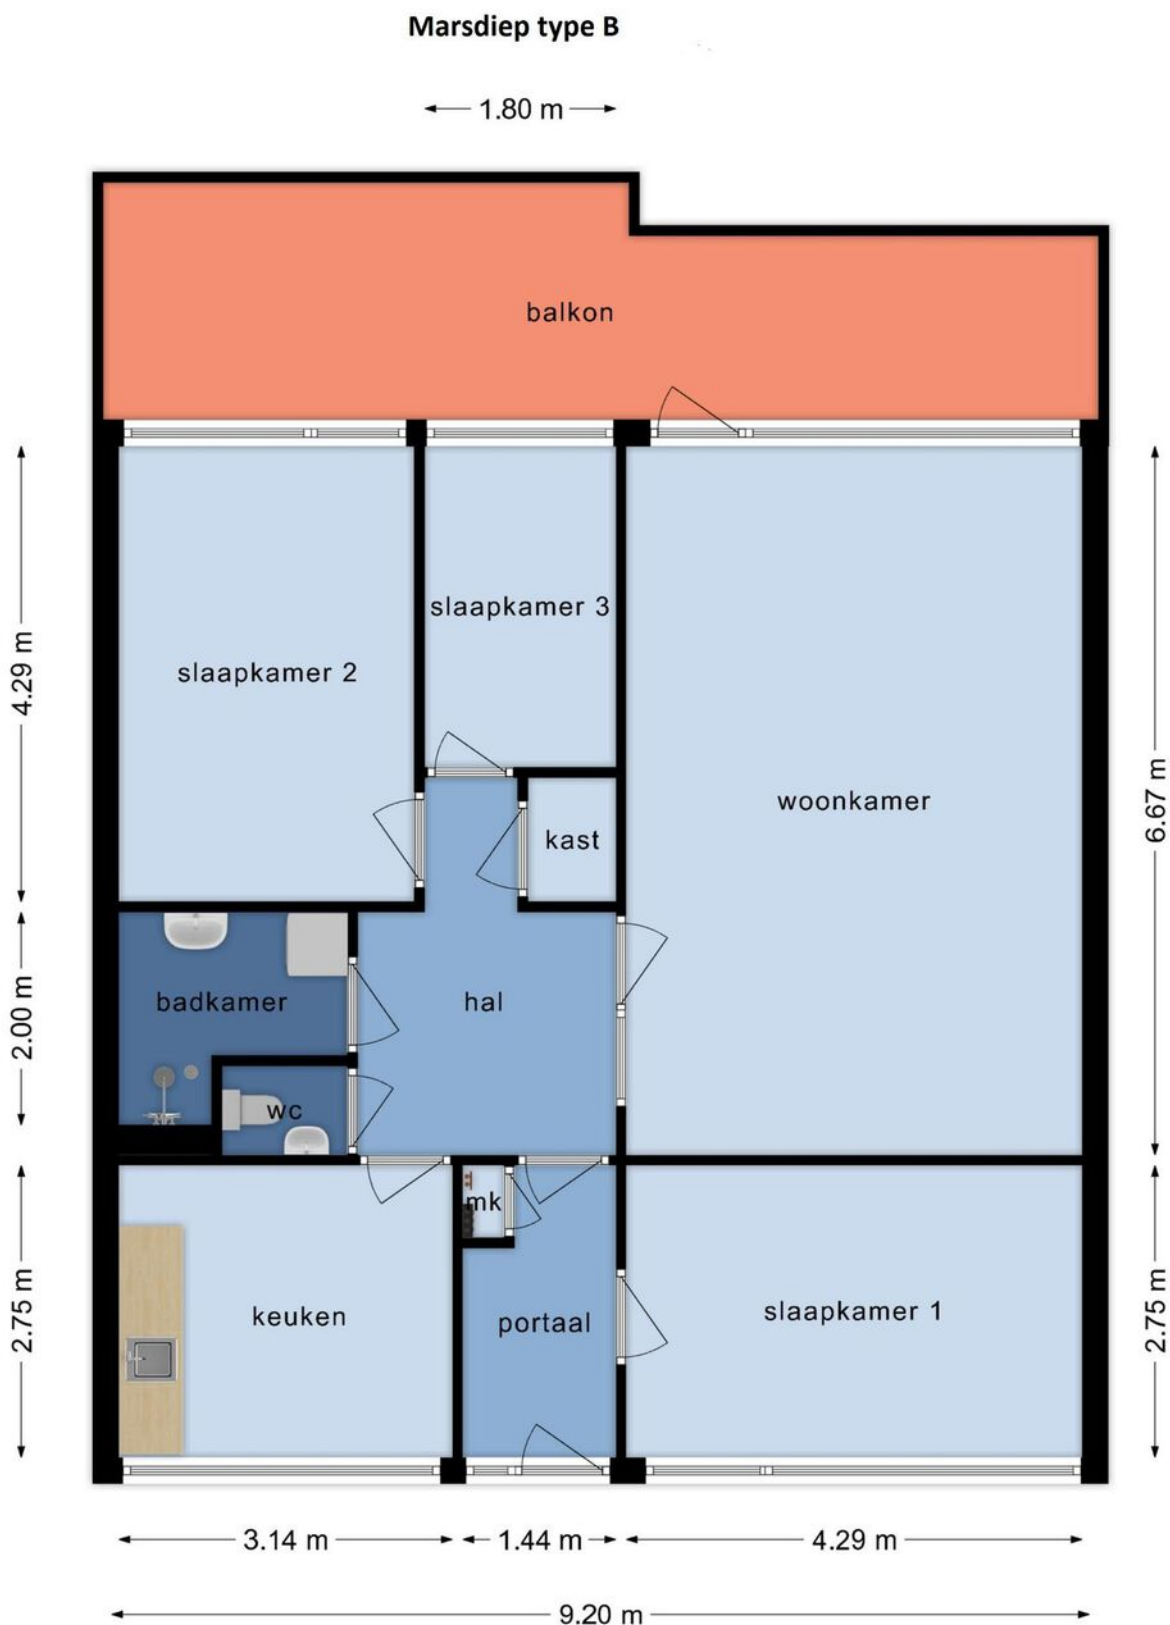 Marsdiep type B
1.80 m
balkon
slaapkamer 3
slaapkamer 2
4.29 m
woonkamer
6.67 m
kast
badkamer
hal
2.00 m
wc
mk
keuken
portaal
slaapkamer 1
2.75 m
2.75 m
3.14 m
1.44 m
4.29 m
9.20 m